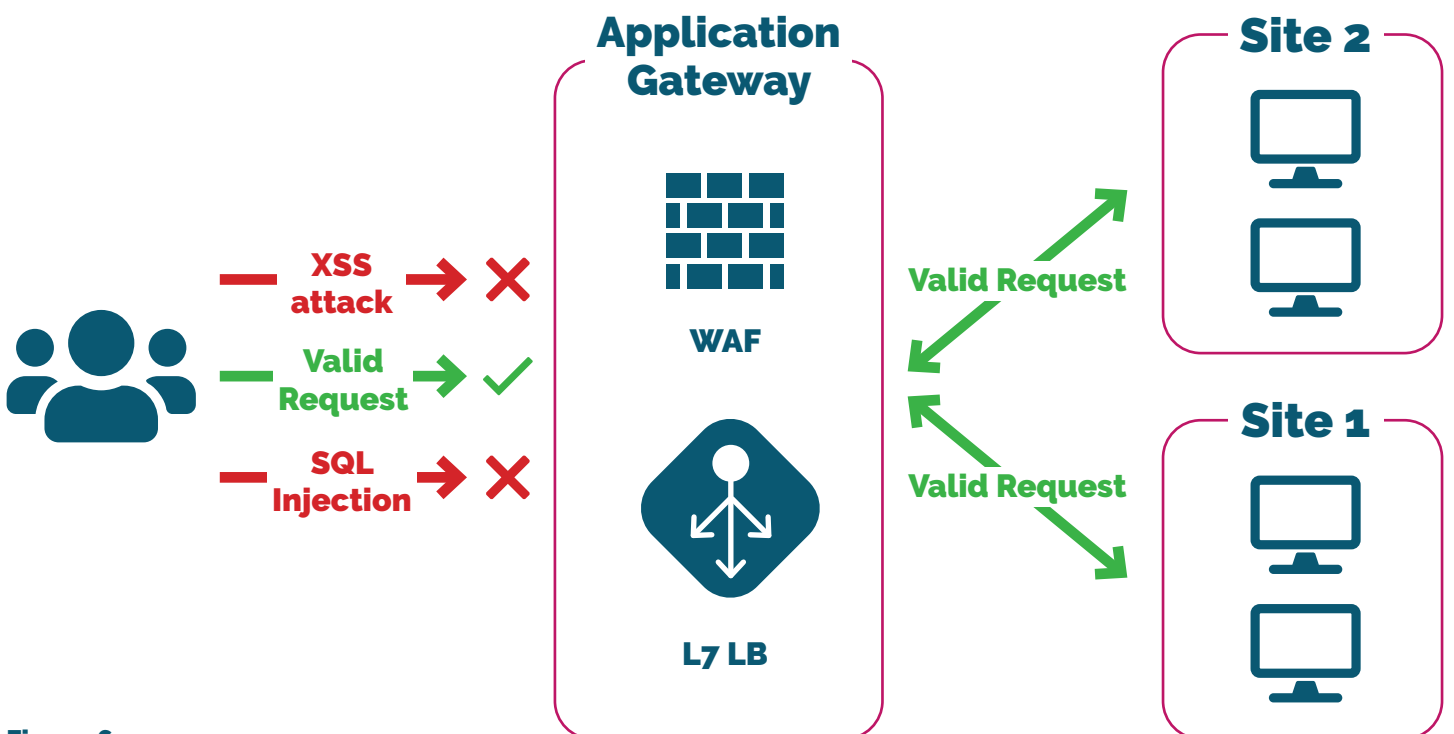 Application
Gateway
Site 2
XSS
attack
Valid
Request
SQL
Injection
WAF
L7 LB
Valid Request
Valid Request
Site 1